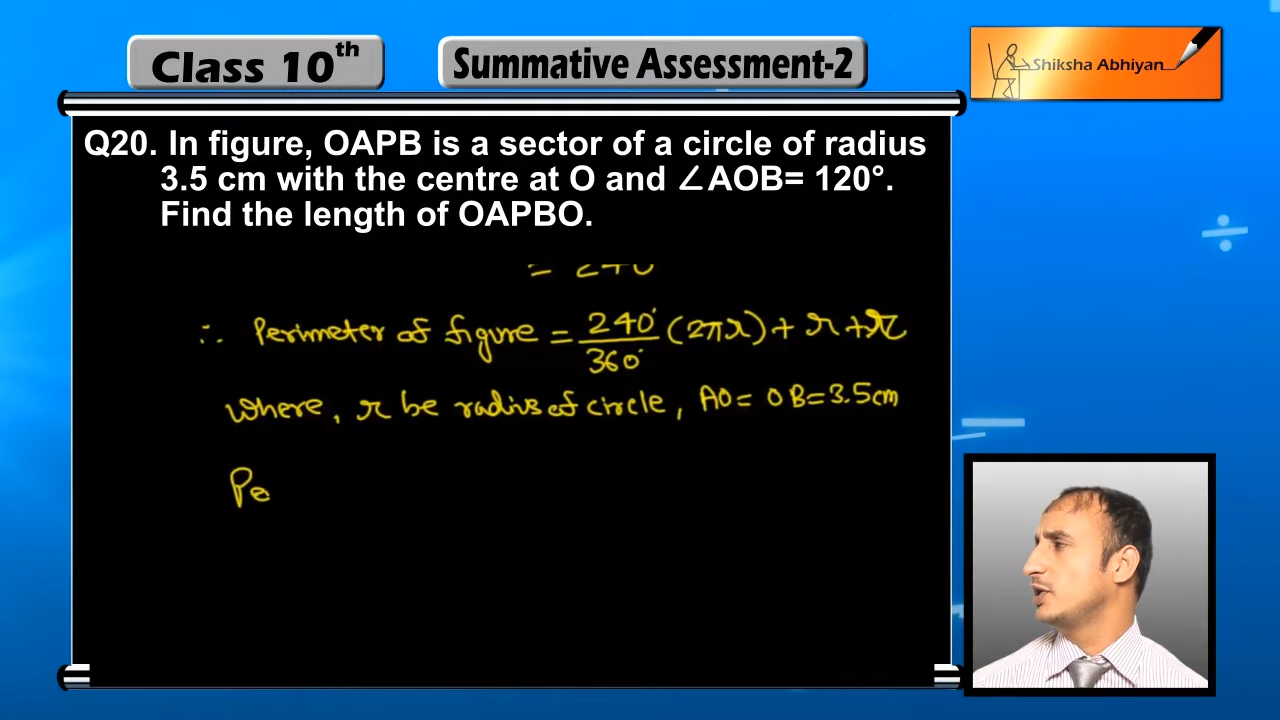 Class 10th
Summative Assessment-2
Shiksha Abhiyan
Q20. In figure, OAPB is a sector of a circle of radius
3.5 cm with the centre at O and ∠AOB= 120°.
Find the length of OAPBO.
= 240
∴ Perimeter of figure = 240°/360° (2πr) + r + r
where, r be radius of circle, AO = OB = 3.5cm
Pe